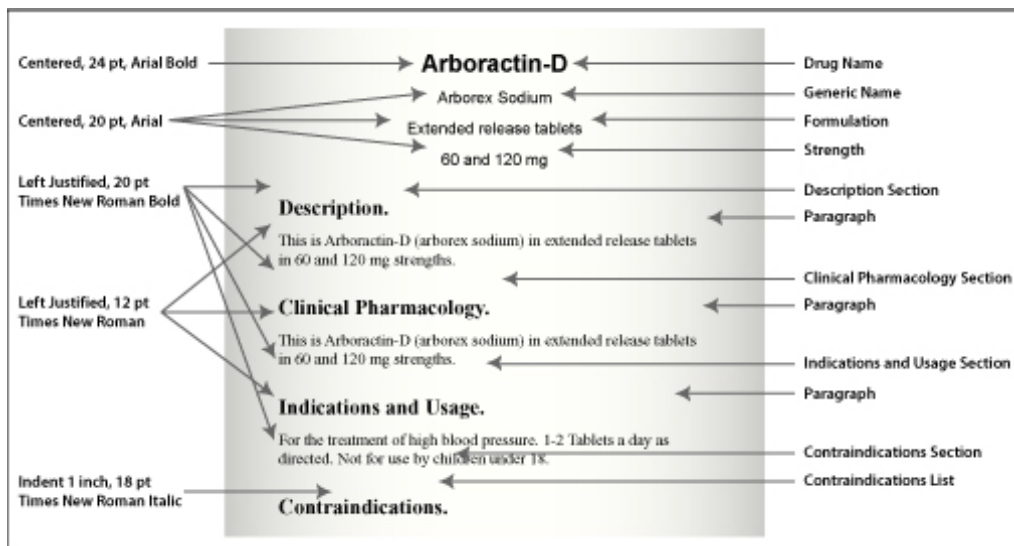 Centered, 24 pt, Arial Bold
Arboractin-D
Drug Name
Arborex Sodium
Generic Name
Centered, 20 pt, Arial
Extended release tablets
Formulation
60 and 120 mg
Strength
Left Justified, 20 pt
Times New Roman Bold
Description Section
Description.
Paragraph
This is Arboractin-D (arborex sodium) in extended release tablets
in 60 and 120 mg strengths.
Clinical Pharmacology Section
Left Justified, 12 pt
Times New Roman
Clinical Pharmacology.
Paragraph
This is Arboractin-D (arborex sodium) in extended release tablets
in 60 and 120 mg strengths.
Indications and Usage Section
Paragraph
Indications and Usage.
For the treatment of high blood pressure. 1-2 Tablets a day as
directed. Not for use by children under 18.
Contraindications Section
Contraindications List
Indent 1 inch, 18 pt
Times New Roman Italic
Contraindications.